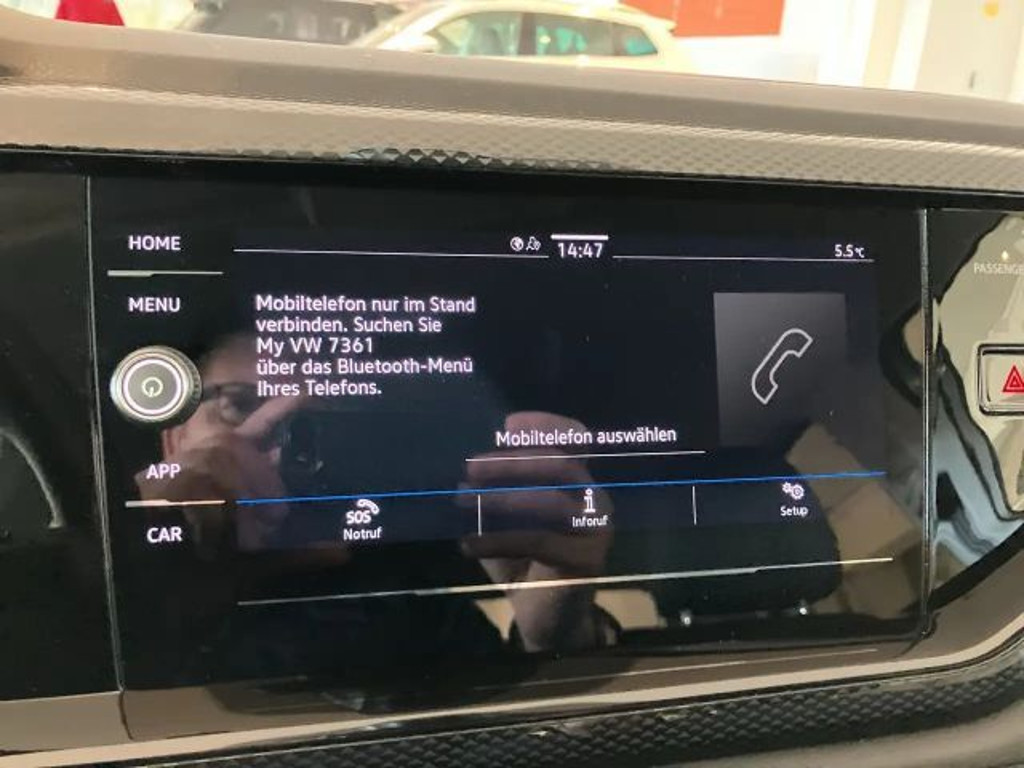 HOME
14:47
5.5°C
MENU
Mobiltelefon nur im Stand
verbinden. Suchen Sie
My VW 7361
über das Bluetooth-Menü
Ihres Telefons.
Mobiltelefon auswählen
APP
CAR
SOS
Notruf
Inforuf
Setup